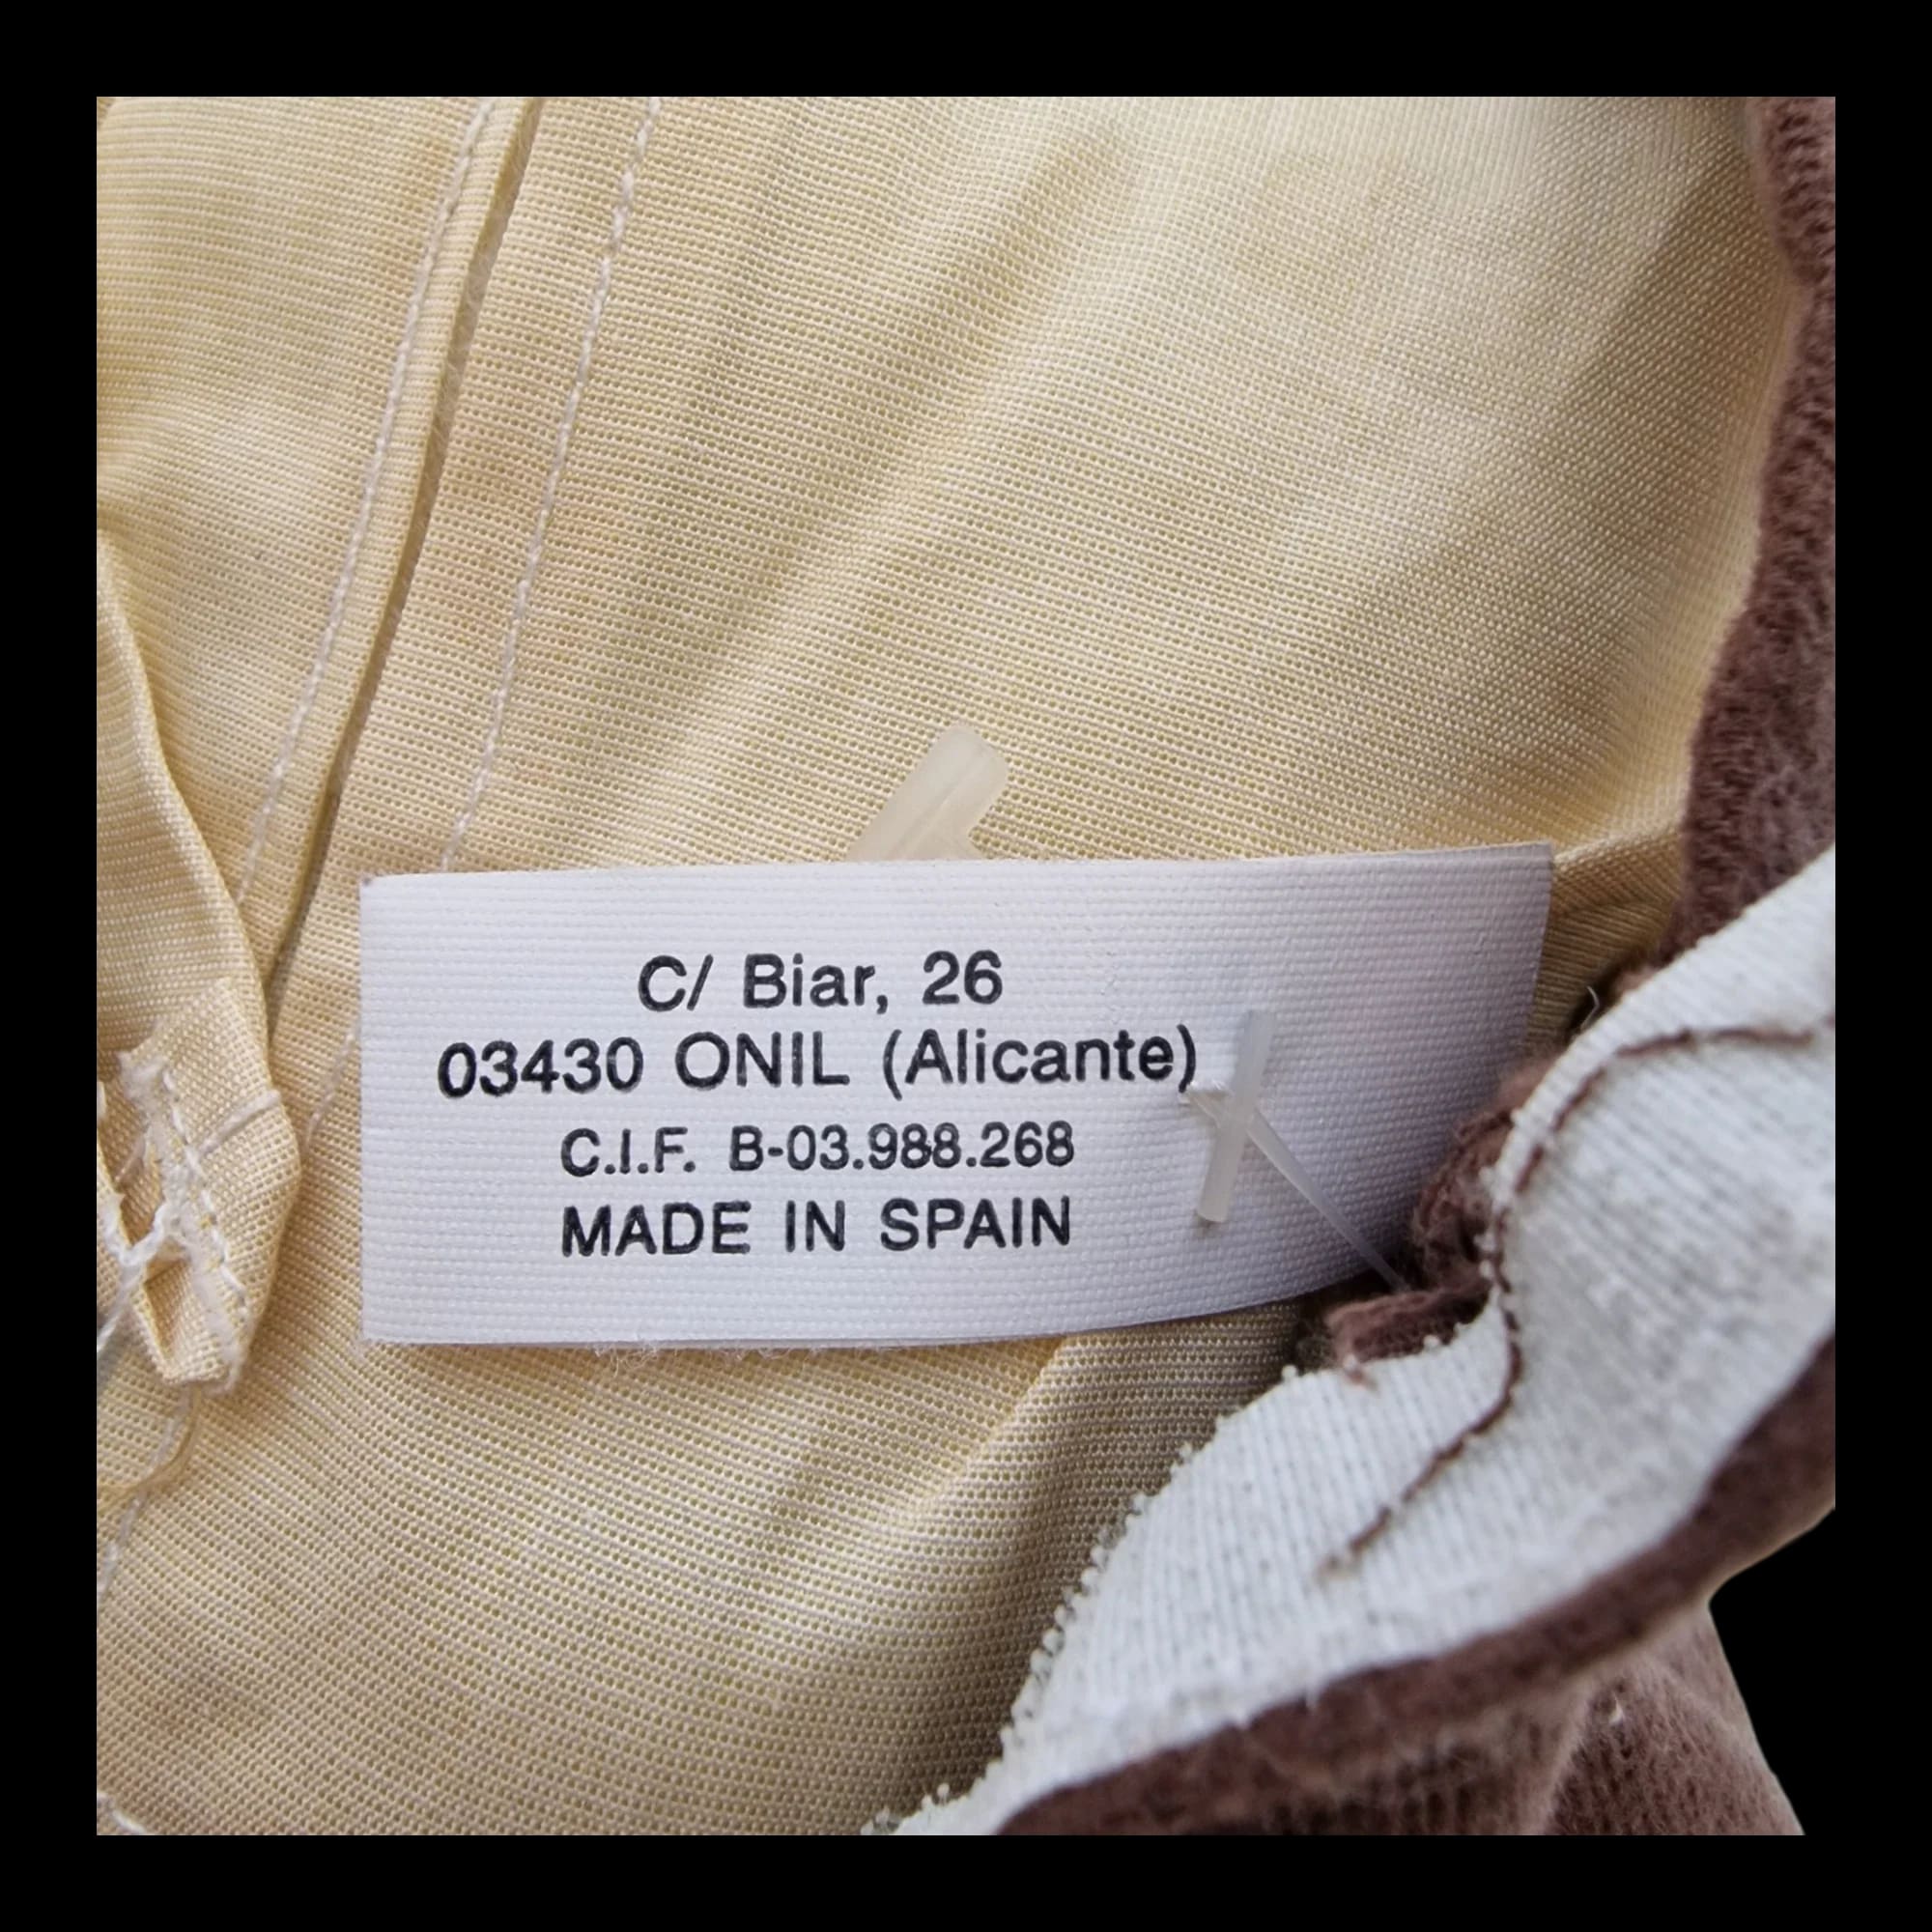 C/ Biar, 26
03430 ONIL (Alicante)
C.I.F. B-03.988.268
MADE IN SPAIN